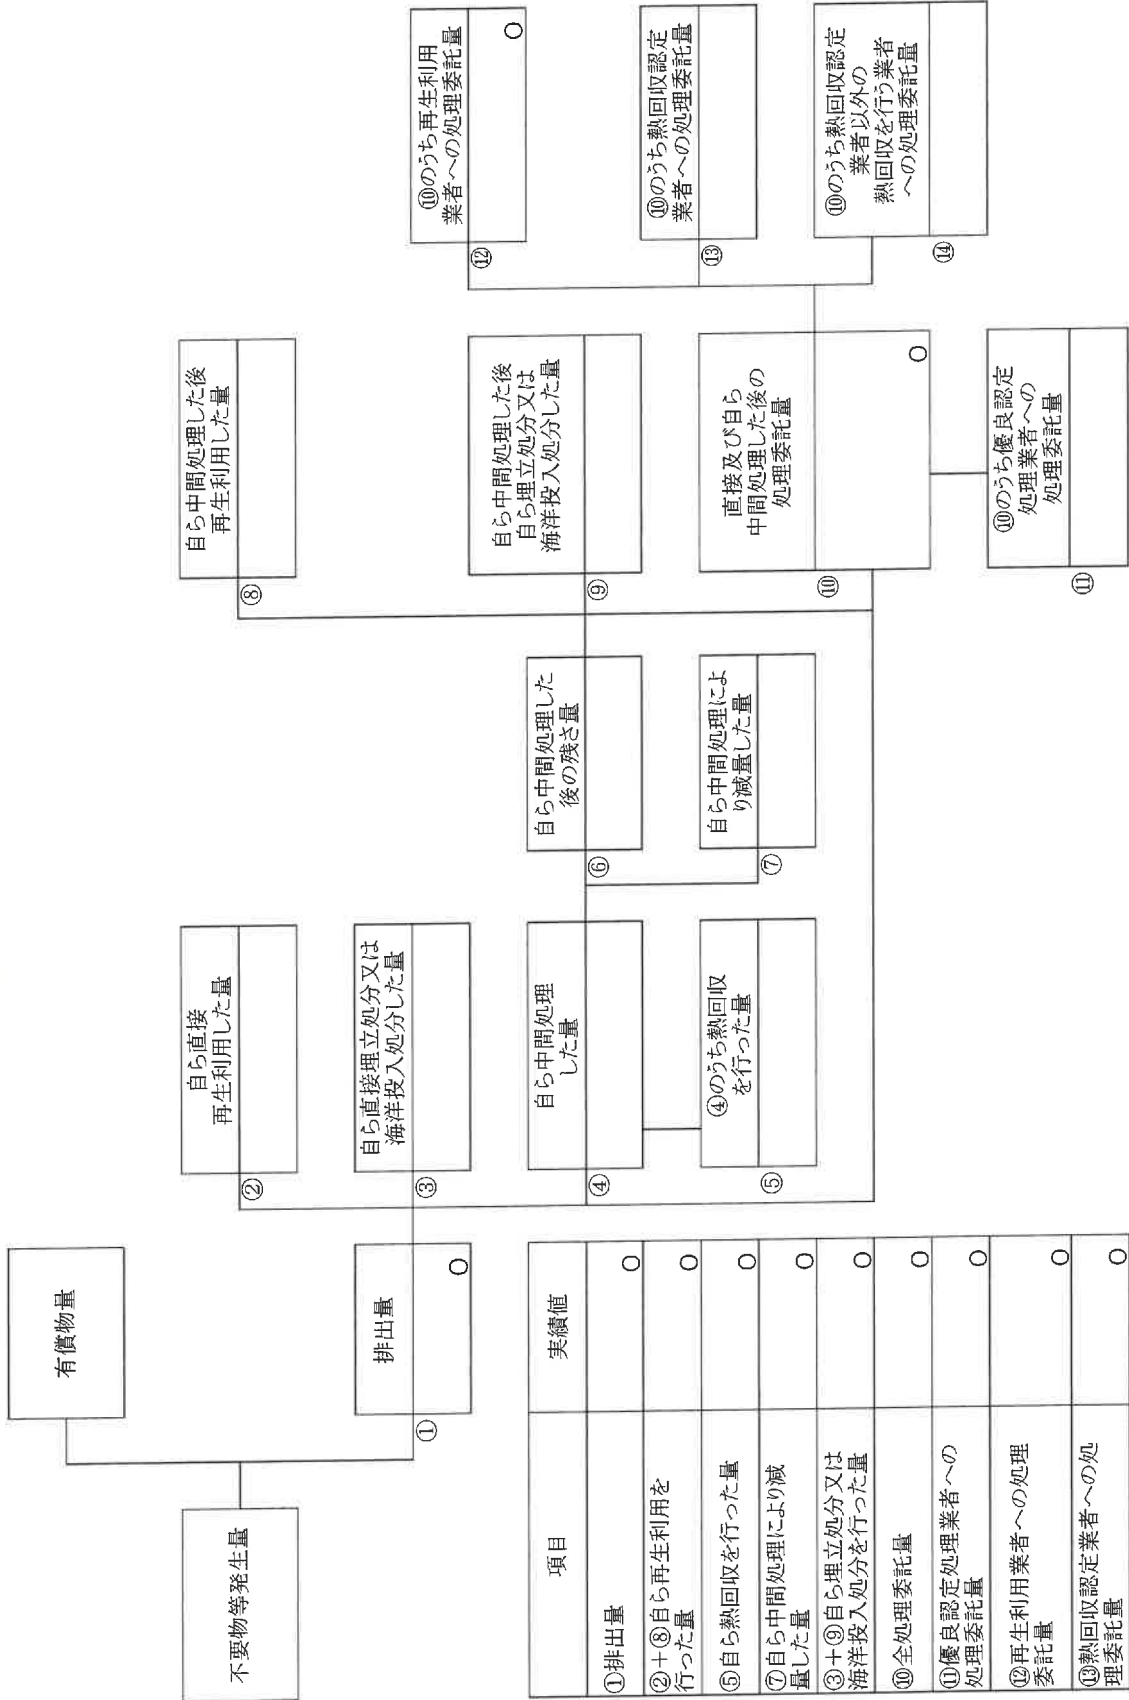 不要物等発生量
有償物量
①
排出量
0
②
自ら直接
再生利用した量
③
自ら直接埋立処分又は
海洋投入処分した量
④
自ら中間処理
した量
⑤
④のうち熱回収
を行った量
⑥
自ら中間処理した
後の残さ量
⑦
自ら中間処理によ
り減量した量
⑧
自ら中間処理した後
再生利用した量
⑨
自ら中間処理した後
自ら埋立処分又は
海洋投入処分した量
⑩
直接及び自ら
中間処理した後の
処理委託量
0
⑪
⑩のうち優良認定
処理業者への
処理委託量
⑫
⑩のうち再生利用
業者への処理委託量
0
⑬
⑩のうち熱回収認定
業者への処理委託量
⑭
⑩のうち熱回収認定
業者以外の
熱回収を行う業者
への処理委託量
項目 実績値
①排出量 0
②+⑧自ら再生利用を
行った量 0
⑤自ら熱回収を行った量 0
⑦自ら中間処理により減
量した量 0
③+⑨自ら埋立処分又は
海洋投入処分を行った量 0
⑩全処理委託量 0
⑪優良認定処理業者への
処理委託量 0
⑫再生利用業者への処理
委託量 0
⑬熱回収認定業者への処
理委託量 0